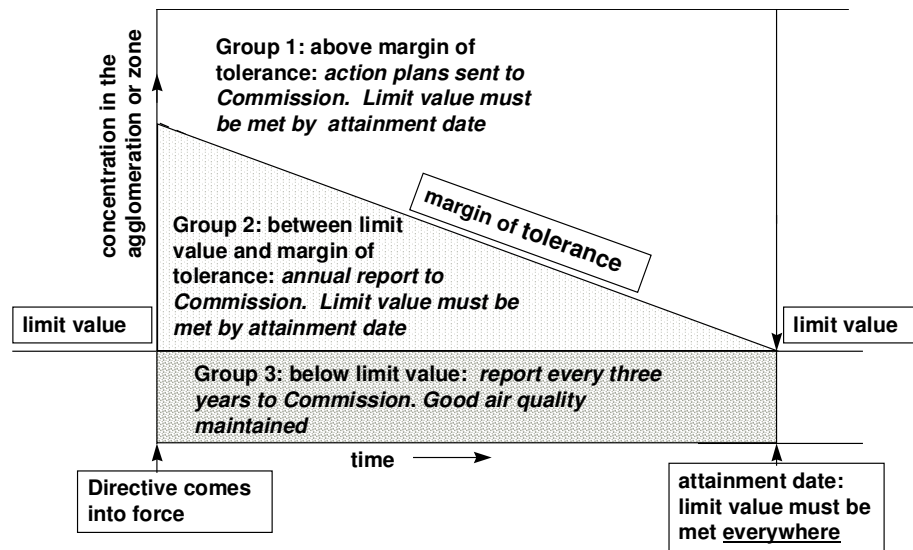 concentration in the
agglomeration or zone
Group 1: above margin of
tolerance: action plans sent to
Commission. Limit value must
be met by attainment date
margin of tolerance
Group 2: between limit
value and margin of
tolerance: annual report to
Commission. Limit value must be
met by attainment date
limit value
limit value
Group 3: below limit value: report every three
years to Commission. Good air quality
maintained
time
Directive comes
into force
attainment date:
limit value must be
met everywhere